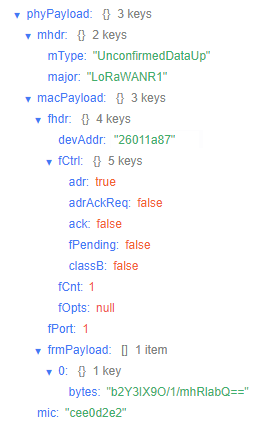 phyPayload: {} 3 keys
mhdr: {} 2 keys
mType: "UnconfirmedDataUp"
major: "LoRaWANR1"
macPayload: {} 3 keys
fhdr: {} 4 keys
devAddr: "26011a87"
fCtrl: {} 5 keys
adr: true
adrAckReq: false
ack: false
fPending: false
classB: false
fCnt: 1
fOpts: null
fPort: 1
frmPayload: [] 1 item
0: {} 1 key
bytes: "b2Y3IX9O/1/mhRlabQ=="
mic: "cee0d2e2"